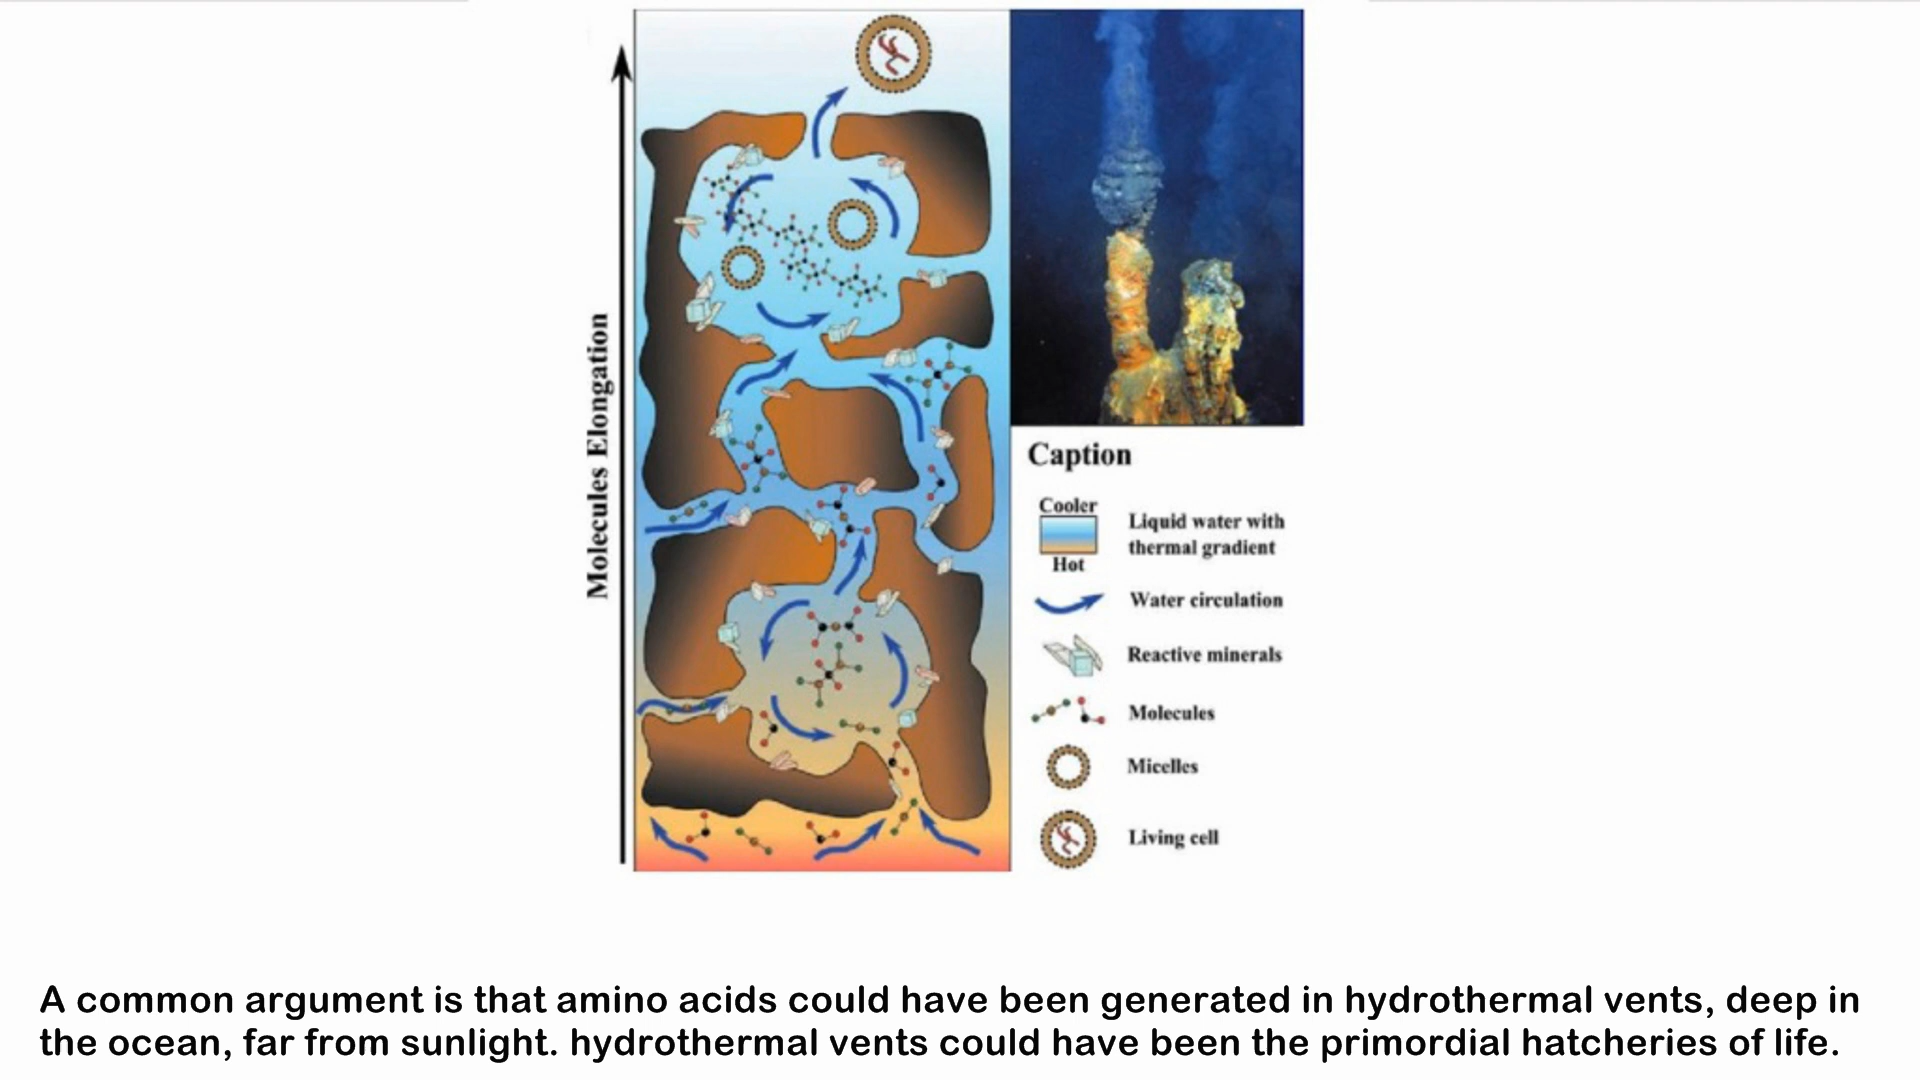 Molecules Elongation
Caption
Cooler
Hot
Liquid water with
thermal gradient
Water circulation
Reactive minerals
Molecules
Micelles
Living cell
A common argument is that amino acids could have been generated in hydrothermal vents, deep in
the ocean, far from sunlight. hydrothermal vents could have been the primordial hatcheries of life.